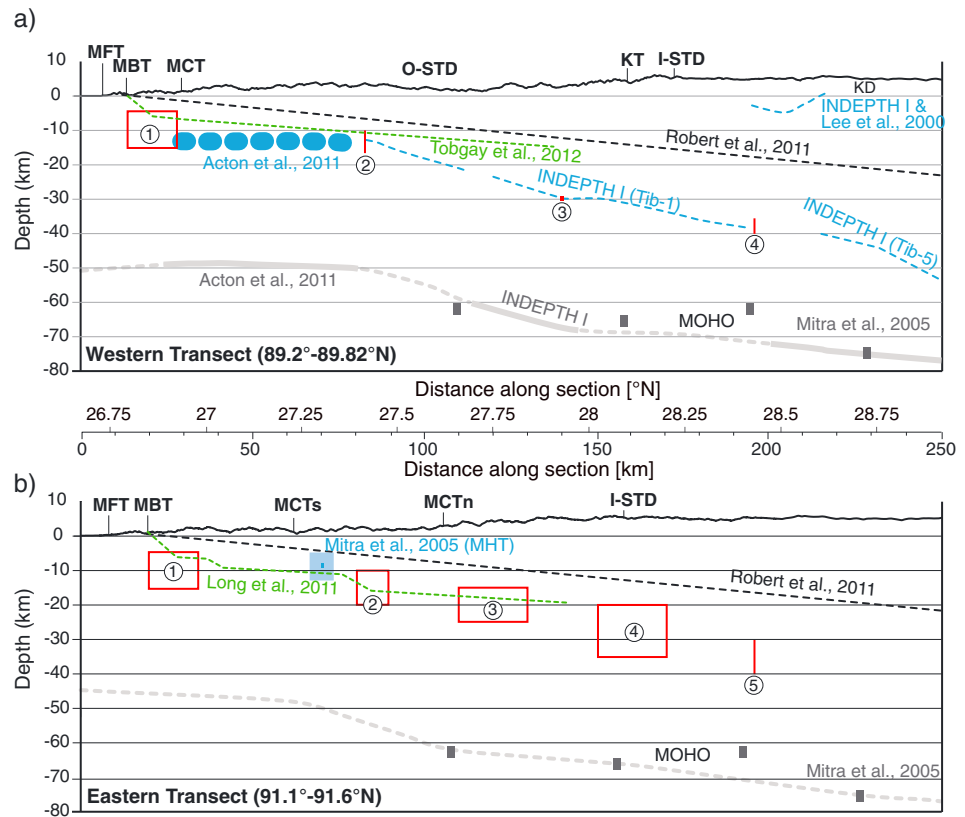 a)
MFT
MBT
MCT
O-STD
KT
I-STD
10
0
-10
-20
-30
-40
-50
-60
-70
-80
Depth (km)
KD
INDEPTH I &
Lee et al., 2000
1
2
3
4
Acton et al., 2011
Tobgay et al., 2012
Robert et al., 2011
INDEPTH I (Tib-1)
INDEPTH I (Tib-5)
Acton et al., 2011
INDEPTH I
MOHO
Mitra et al., 2005
Western Transect (89.2°-89.82°N)
Distance along section [°N]
26.75 27 27.25 27.5 27.75 28 28.25 28.5 28.75
0 50 100 150 200 250
Distance along section [km]
b)
MFT MBT MCTs MCTn I-STD
10
0
-10
-20
-30
-40
-50
-60
-70
-80
Depth (km)
Mitra et al., 2005 (MHT)
1
Long et al., 2011
2
3
4
5
Robert et al., 2011
MOHO
Mitra et al., 2005
Eastern Transect (91.1°-91.6°N)